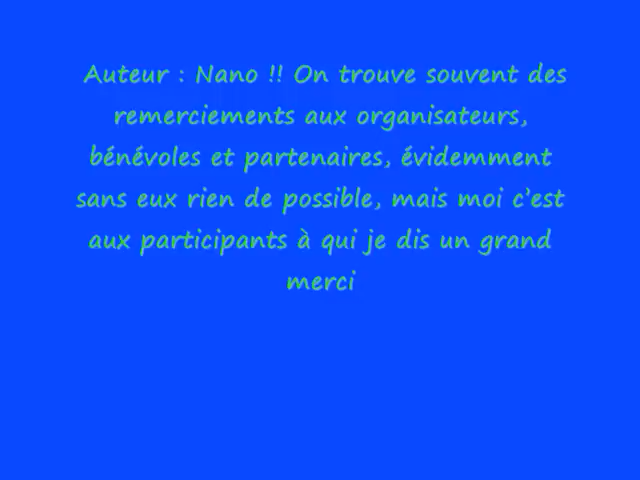 Auteur : Nano !! On trouve souvent des
remerciements aux organisateurs,
bénévoles et partenaires, évidemment
sans eux rien de possible, mais moi c'est
aux participants à qui je dis un grand
merci